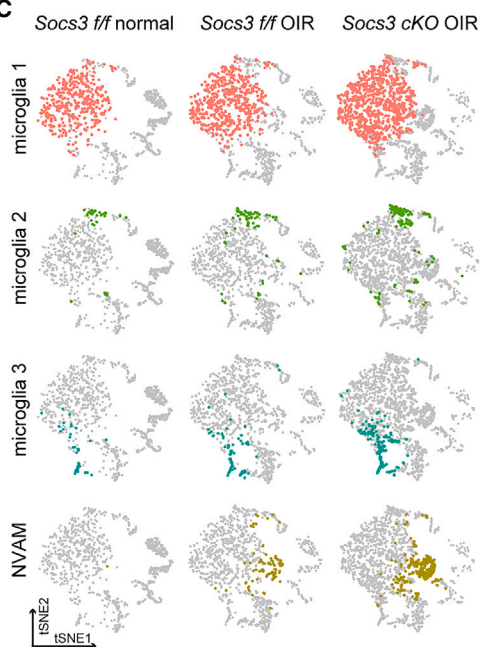 C
Socs3 f/f normal Socs3 f/f OIR Socs3 cKO OIR
microglia 1
microglia 2
microglia 3
NVAM
tSNE2
tSNE1